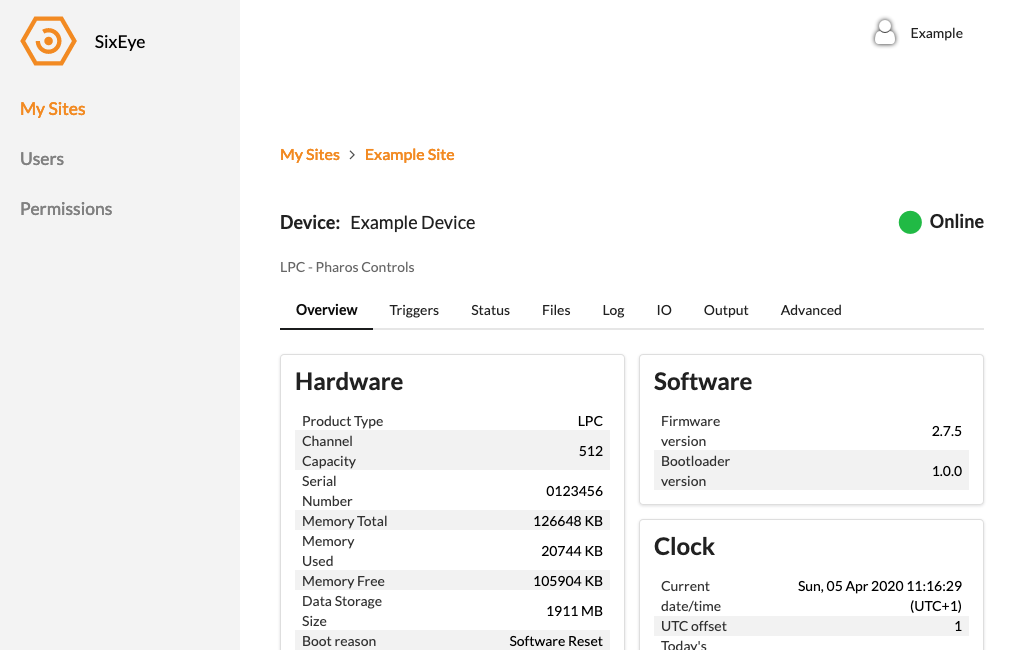 SixEye
Example
My Sites
Users
Permissions
My Sites > Example Site
Device: Example Device
Online
LPC - Pharos Controls
Overview Triggers Status Files Log IO Output Advanced
Hardware
Product Type LPC
Channel
Capacity
512
Serial
Number
0123456
Memory Total 126648 KB
Memory
Used
20744 KB
Memory Free 105904 KB
Data Storage
Size
1911 MB
Boot reason Software Reset
Software
Firmware
version
2.7.5
Bootloader
version
1.0.0
Clock
Current
date/time
Sun, 05 Apr 2020 11:16:29
(UTC+1)
UTC offset 1
Today's